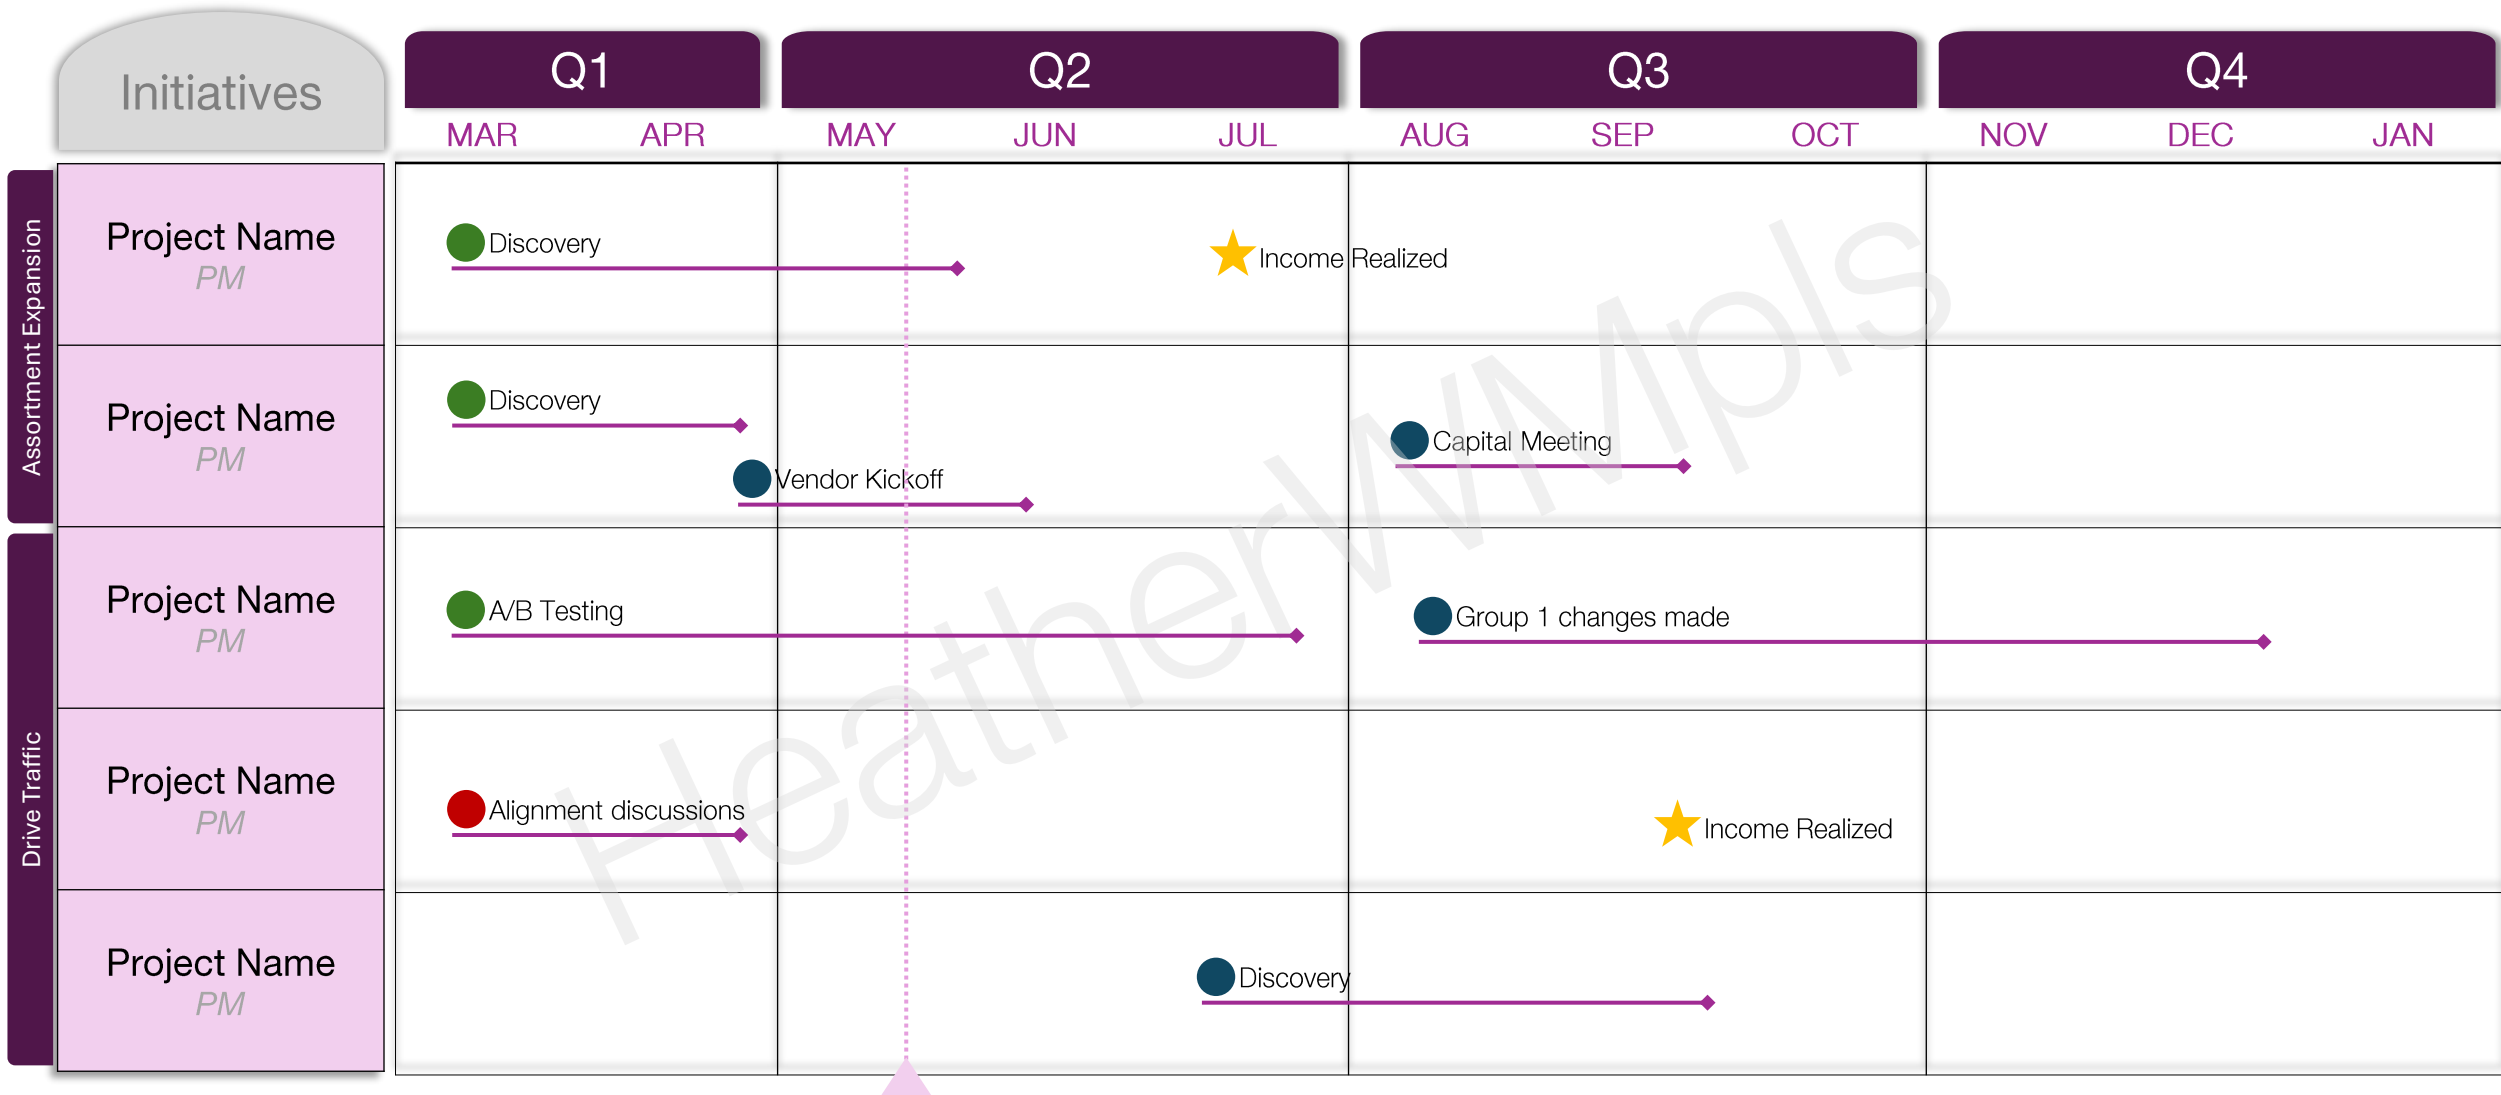 Initiatives
Q1
Q2
Q3
Q4
MAR
APR
MAY
JUN
JUL
AUG
SEP
OCT
NOV
DEC
JAN
Assortment Expansion
Project Name
PM
Discovery
Income Realized
Project Name
PM
Discovery
Vendor Kickoff
Capital Meeting
Drive Traffic
Project Name
PM
A/B Testing
Group 1 changes made
Project Name
PM
Alignment discussions
Income Realized
Project Name
PM
Discovery
HeatherWMpls